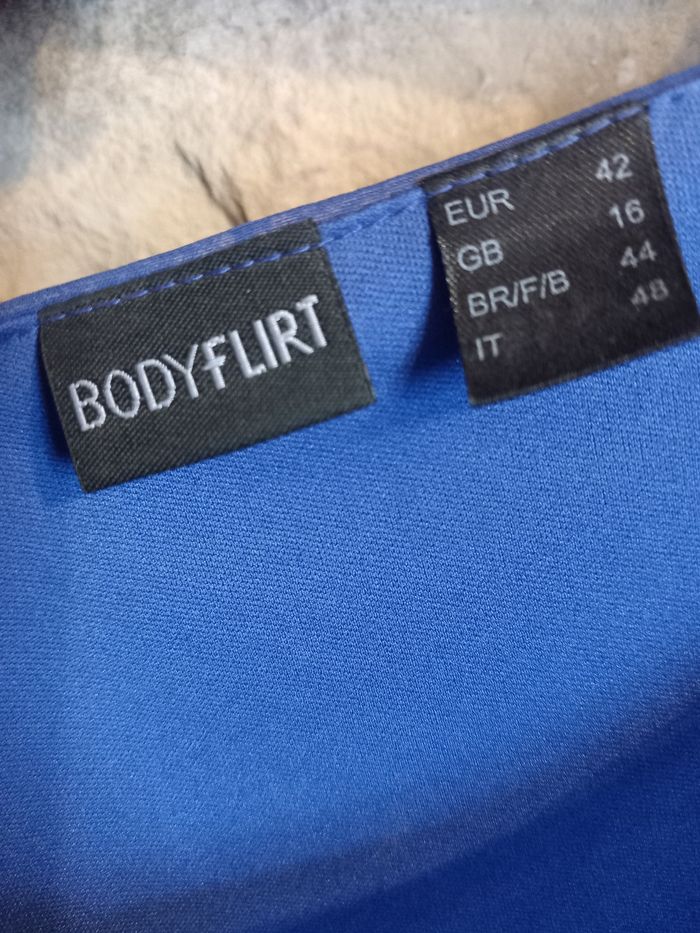 BODYFLIRT
EUR 42
GB 16
BR/F/B 44
IT 48